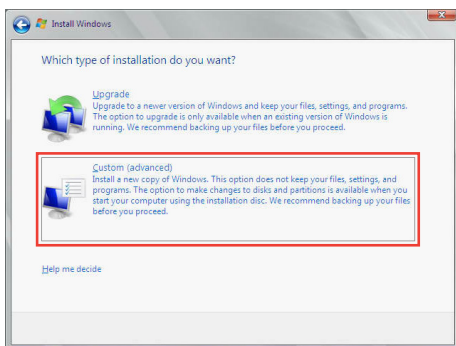 Install Windows
Which type of installation do you want?
Upgrade
Upgrade to a newer version of Windows and keep your files, settings, and programs.
The option to upgrade is only available when an existing version of Windows is
running. We recommend backing up your files before you proceed.
Custom (advanced)
Install a new copy of Windows. This option does not keep your files, settings, and
programs. The option to make changes to disks and partitions is available when you
start your computer using the installation disc. We recommend backing up your files
before you proceed.
Help me decide